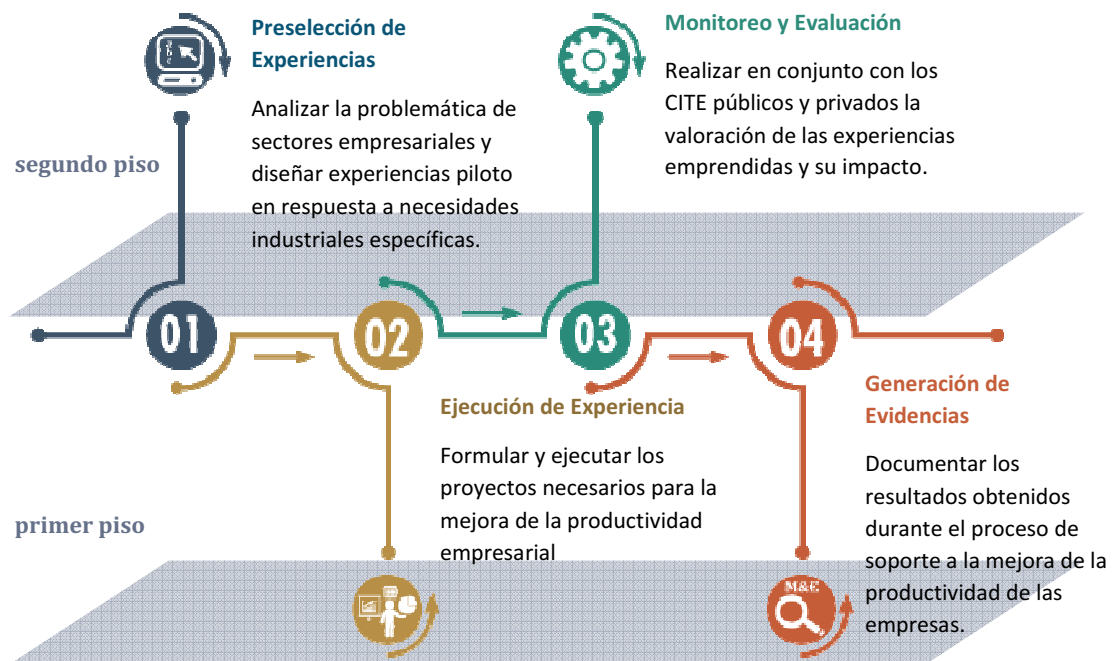 Preselección de
Experiencias
Analizar la problemática de
sectores empresariales y
diseñar experiencias piloto
en respuesta a necesidades
industriales específicas.
Monitoreo y Evaluación
Realizar en conjunto con los
CITE públicos y privados la
valoración de las experiencias
emprendidas y su impacto.
segundo piso
01
02
03
04
Ejecución de Experiencia
Formular y ejecutar los
proyectos necesarios para la
mejora de la productividad
empresarial
Generación de
Evidencias
Documentar los
resultados obtenidos
durante el proceso de
soporte a la mejora de la
productividad de las
empresas.
primer piso
M&E